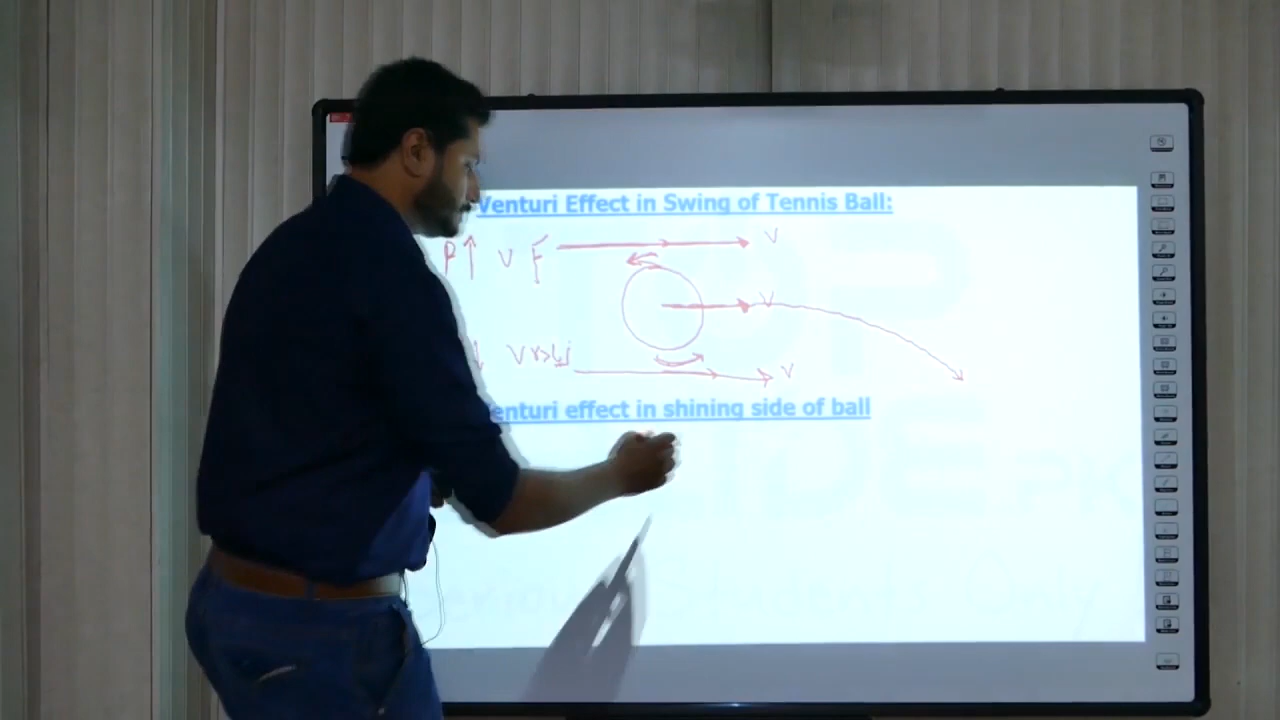 Venturi Effect in Swing of Tennis Ball:
P↑ V V
V
V
enturi effect in shining side of ball